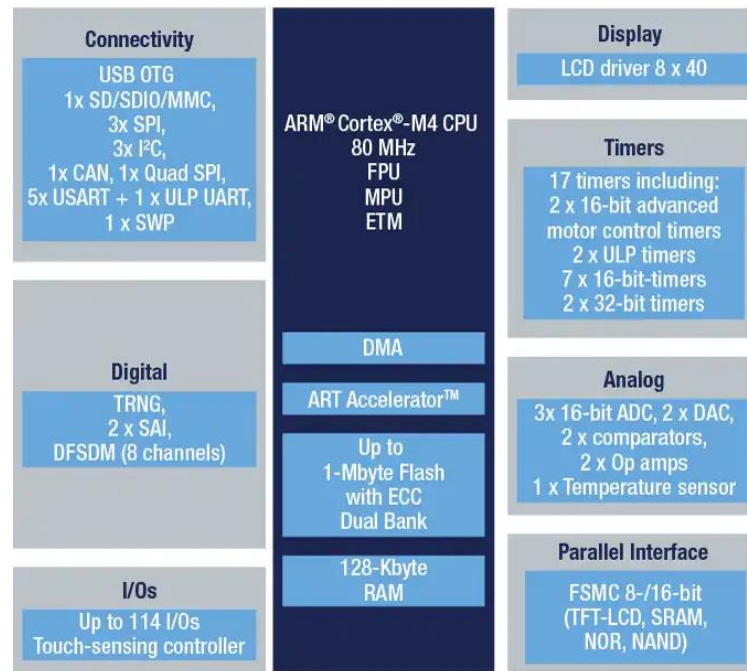 Connectivity
USB OTG
1x SD/SDIO/MMC,
3x SPI,
3x I²C,
1x CAN, 1x Quad SPI,
5x USART + 1 x ULP UART,
1 x SWP
Digital
TRNG,
2 x SAI,
DFSDM (8 channels)
I/Os
Up to 114 I/Os
Touch-sensing controller
ARM® Cortex®-M4 CPU
80 MHz
FPU
MPU
ETM
DMA
ART Accelerator™
Up to
1-Mbyte Flash
with ECC
Dual Bank
128-Kbyte
RAM
Display
LCD driver 8 x 40
Timers
17 timers including:
2 x 16-bit advanced
motor control timers
2 x ULP timers
7 x 16-bit-timers
2 x 32-bit timers
Analog
3x 16-bit ADC, 2 x DAC,
2 x comparators,
2 x Op amps
1 x Temperature sensor
Parallel Interface
FSMC 8-/16-bit
(TFT-LCD, SRAM,
NOR, NAND)